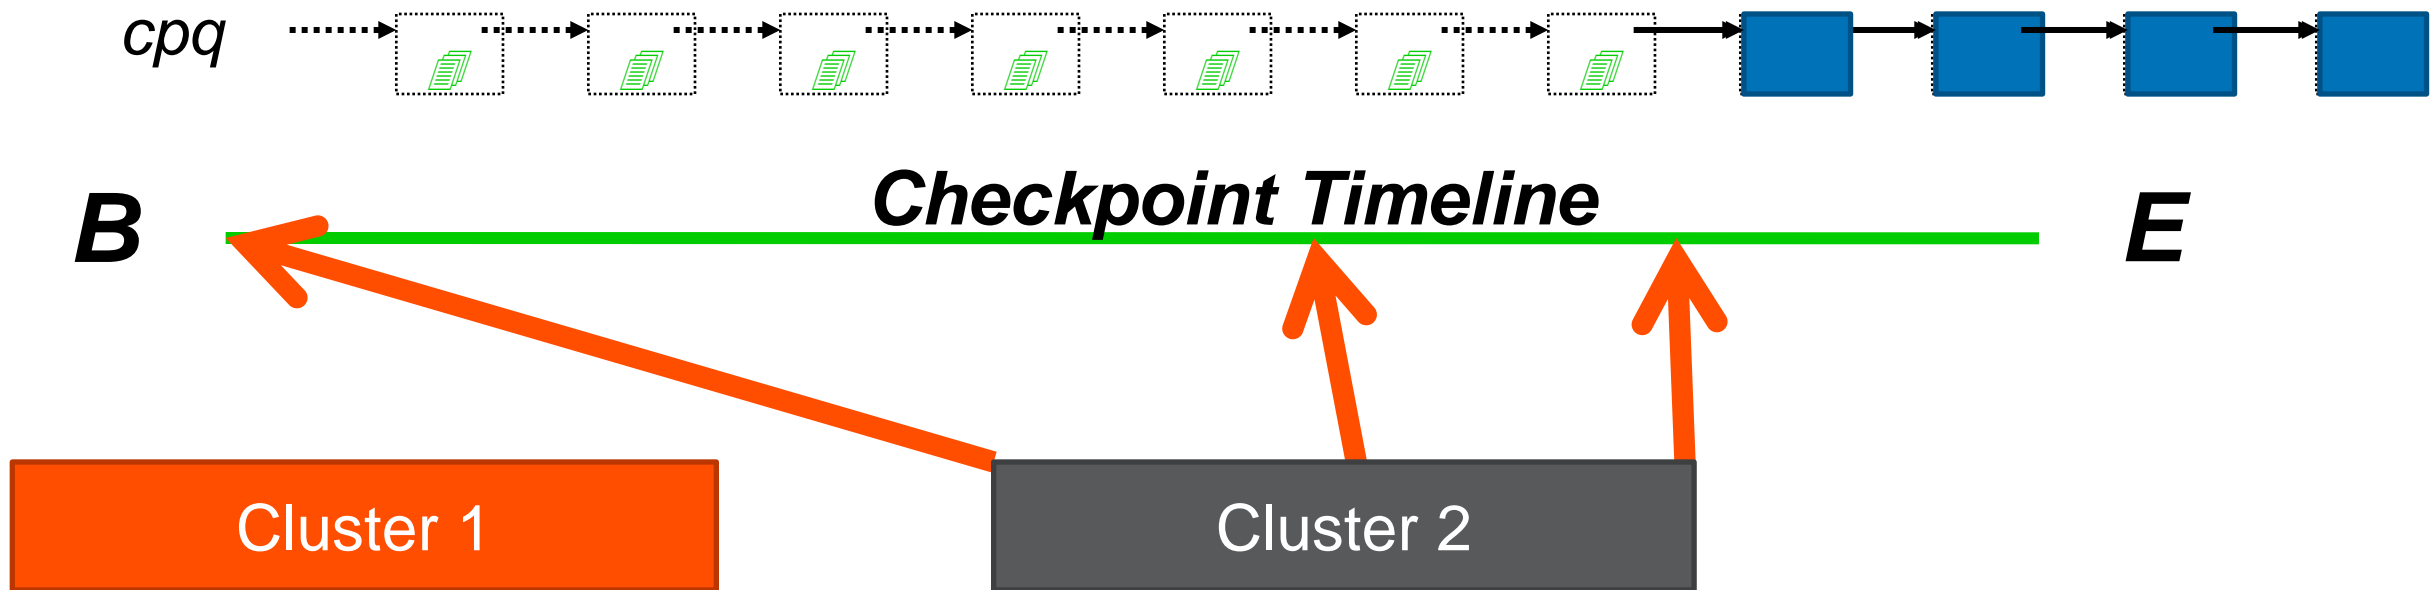 cpq
Checkpoint Timeline
B
E
Cluster 1
Cluster 2